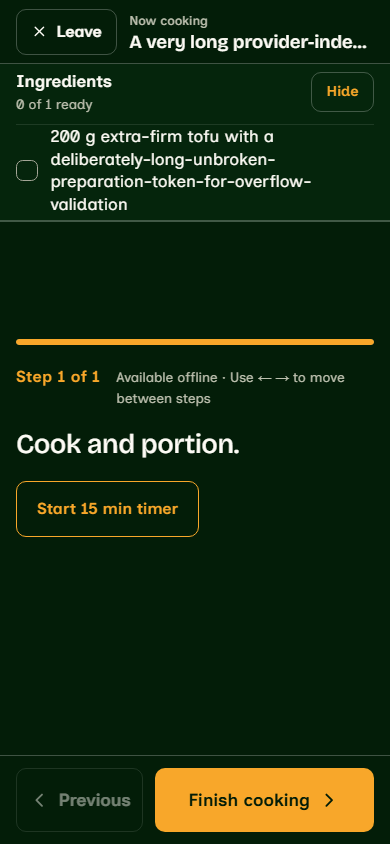 Leave
Now cooking
A very long provider-inde...
Ingredients
0 of 1 ready
Hide
200 g extra-firm tofu with a
deliberately-long-unbroken-
preparation-token-for-overflow-
validation
Step 1 of 1
Available offline · Use ←→ to move
between steps
Cook and portion.
Start 15 min timer
Previous
Finish cooking